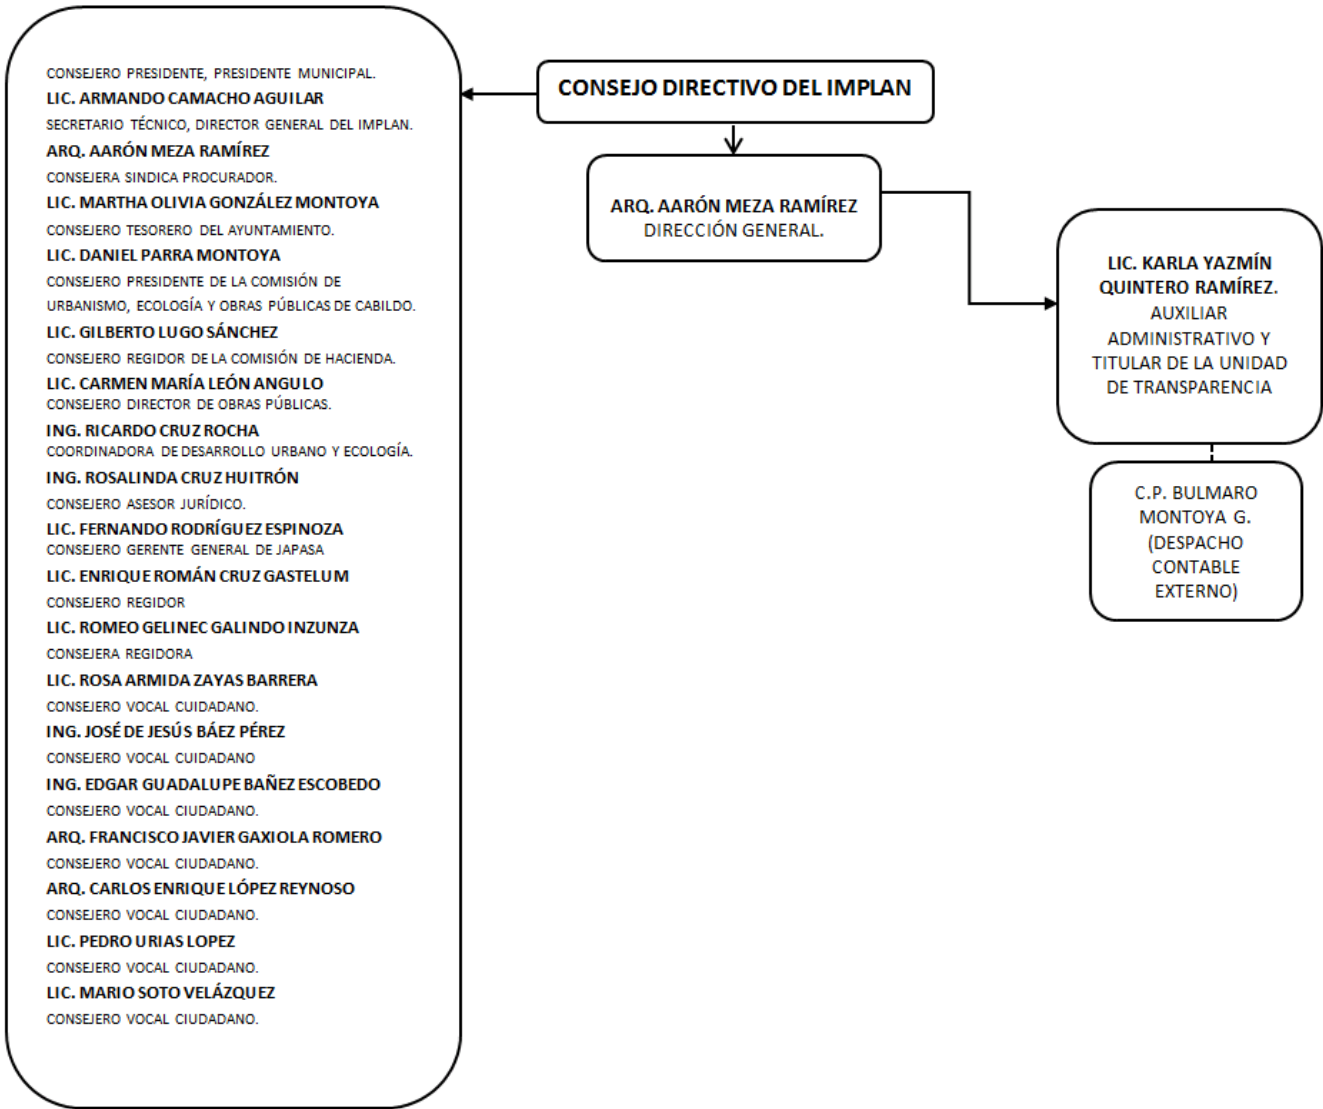 CONSEJERO PRESIDENTE, PRESIDENTE MUNICIPAL.
LIC. ARMANDO CAMACHO AGUILAR
SECRETARIO TÉCNICO, DIRECTOR GENERAL DEL IMPLAN.
ARQ. AARÓN MEZA RAMÍREZ
CONSEJERA SINDICA PROCURADOR.
LIC. MARTHA OLIVIA GONZÁLEZ MONTOYA
CONSEJERO TESORERO DEL AYUNTAMIENTO.
LIC. DANIEL PARRA MONTOYA
CONSEJERO PRESIDENTE DE LA COMISIÓN DE
URBANISMO, ECOLOGÍA Y OBRAS PÚBLICAS DE CABILDO.
LIC. GILBERTO LUGO SÁNCHEZ
CONSEJERO REGIDOR DE LA COMISIÓN DE HACIENDA.
LIC. CARMEN MARÍA LEÓN ANGULO
CONSEJERO DIRECTOR DE OBRAS PÚBLICAS.
ING. RICARDO CRUZ ROCHA
COORDINADORA DE DESARROLLO URBANO Y ECOLOGÍA.
ING. ROSALINDA CRUZ HUITRÓN
CONSEJERO ASESOR JURÍDICO.
LIC. FERNANDO RODRÍGUEZ ESPINOZA
CONSEJERO GERENTE GENERAL DE JAPASA
LIC. ENRIQUE ROMÁN CRUZ GASTELUM
CONSEJERO REGIDOR
LIC. ROMEO GELINEC GALINDO INZUNZA
CONSEJERA REGIDORA
LIC. ROSA ARMIDA ZAYAS BARRERA
CONSEJERO VOCAL CUIDADANO.
ING. JOSÉ DE JESÚS BÁEZ PÉREZ
CONSEJERO VOCAL CUIDADANO
ING. EDGAR GUADALUPE BAÑEZ ESCOBEDO
CONSEJERO VOCAL CIUDADANO.
ARQ. FRANCISCO JAVIER GAXIOLA ROMERO
CONSEJERO VOCAL CIUDADANO.
ARQ. CARLOS ENRIQUE LÓPEZ REYNOSO
CONSEJERO VOCAL CIUDADANO.
LIC. PEDRO URIAS LOPEZ
CONSEJERO VOCAL CIUDADANO.
LIC. MARIO SOTO VELÁZQUEZ
CONSEJERO VOCAL CIUDADANO.
CONSEJO DIRECTIVO DEL IMPLAN
ARQ. AARÓN MEZA RAMÍREZ
DIRECCIÓN GENERAL.
LIC. KARLA YAZMÍN
QUINTERO RAMÍREZ.
AUXILIAR
ADMINISTRATIVO Y
TITULAR DE LA UNIDAD
DE TRANSPARENCIA
C.P. BULMARO
MONTOYA G.
(DESPACHO
CONTABLE
EXTERNO)